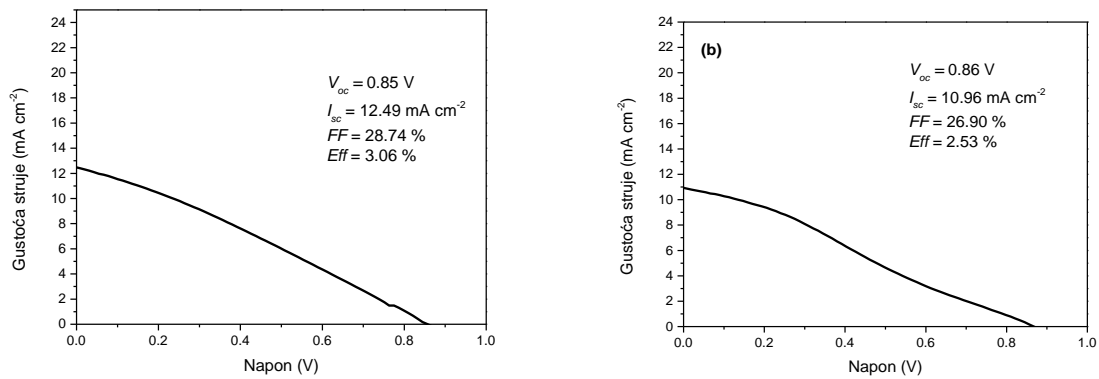 24
22
20
18
16
14
12
10
8
6
4
2
0
Gustoća struje (mA cm-2)
V_oc = 0.85 V
I_sc = 12.49 mA cm-2
FF = 28.74 %
Eff = 3.06 %
0.0 0.2 0.4 0.6 0.8 1.0
Napon (V)
24
22
20
18
16
14
12
10
8
6
4
2
0
Gustoća struje (mA cm-2)
(b)
V_oc = 0.86 V
I_sc = 10.96 mA cm-2
FF = 26.90 %
Eff = 2.53 %
0.0 0.2 0.4 0.6 0.8 1.0
Napon (V)